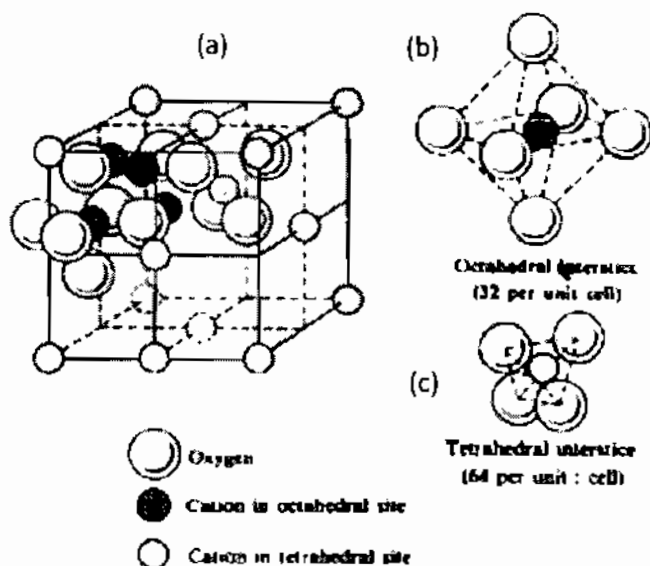 (a)
(b)
Octahedral interstice
(32 per unit cell)
(c)
Tetrahedral interstice
(64 per unit : cell)
Oxygen
Cation in octahedral site
Cation in tetrahedral site